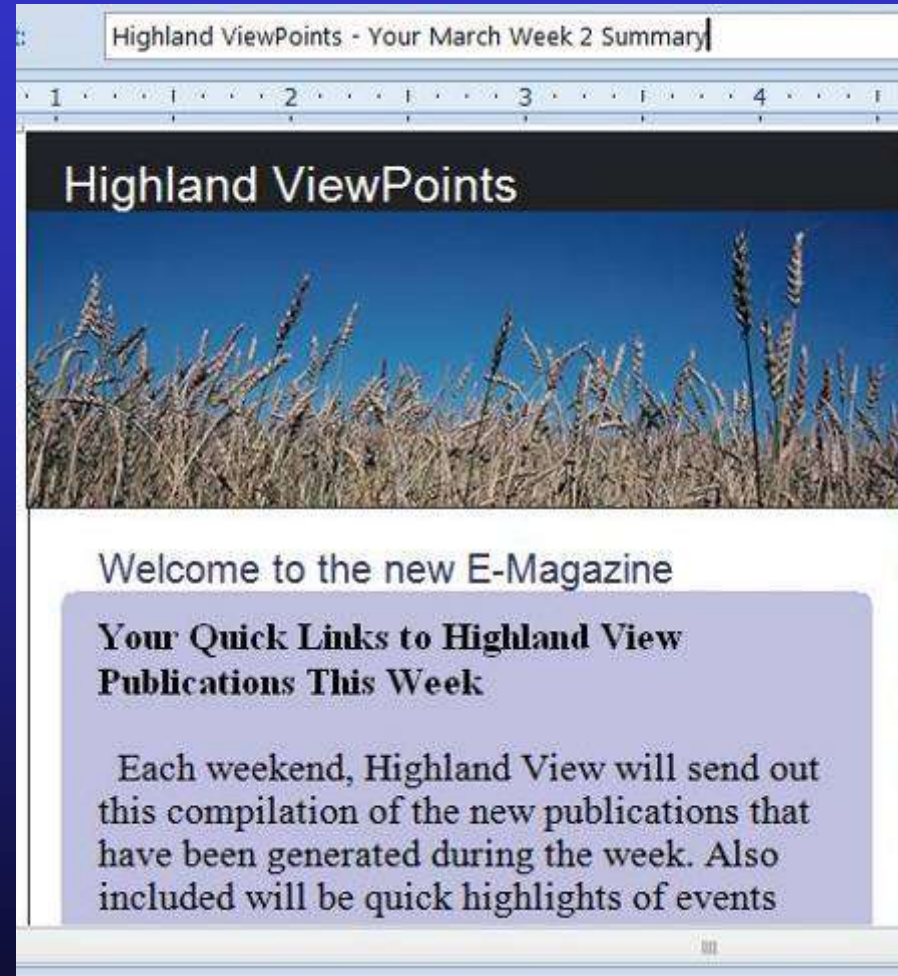 Highland ViewPoints - Your March Week 2 Summary
1 2 3 4
Highland ViewPoints
Welcome to the new E-Magazine
Your Quick Links to Highland View
Publications This Week
Each weekend, Highland View will send out
this compilation of the new publications that
have been generated during the week. Also
included will be quick highlights of events